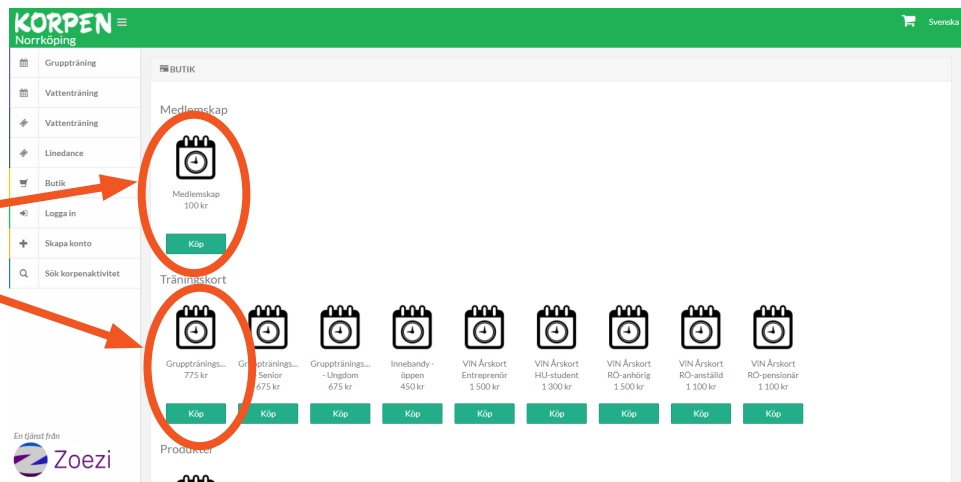 KORPEN
Norrköping
Svenska
Gruppträning
Vattenträning
Vattenträning
Linedance
Butik
Logga in
Skapa konto
Sök korpenaktivitet
En tjänst från
Zoezi
BUTIK
Medlemskap
Medlemskap
100 kr
Köp
Träningskort
Grupptränings...
775 kr
Köp
Grupptränings...
- Senior
675 kr
Köp
Grupptränings...
- Ungdom
675 kr
Köp
Innebandy -
öppen
450 kr
Köp
ViN Årskort
Entreprenör
1 500 kr
Köp
ViN Årskort
HU-student
1 300 kr
Köp
ViN Årskort
RÖ-anhörig
1 500 kr
Köp
ViN Årskort
RÖ-anställd
1 100 kr
Köp
ViN Årskort
RÖ-pensionär
1 100 kr
Köp
Produkter